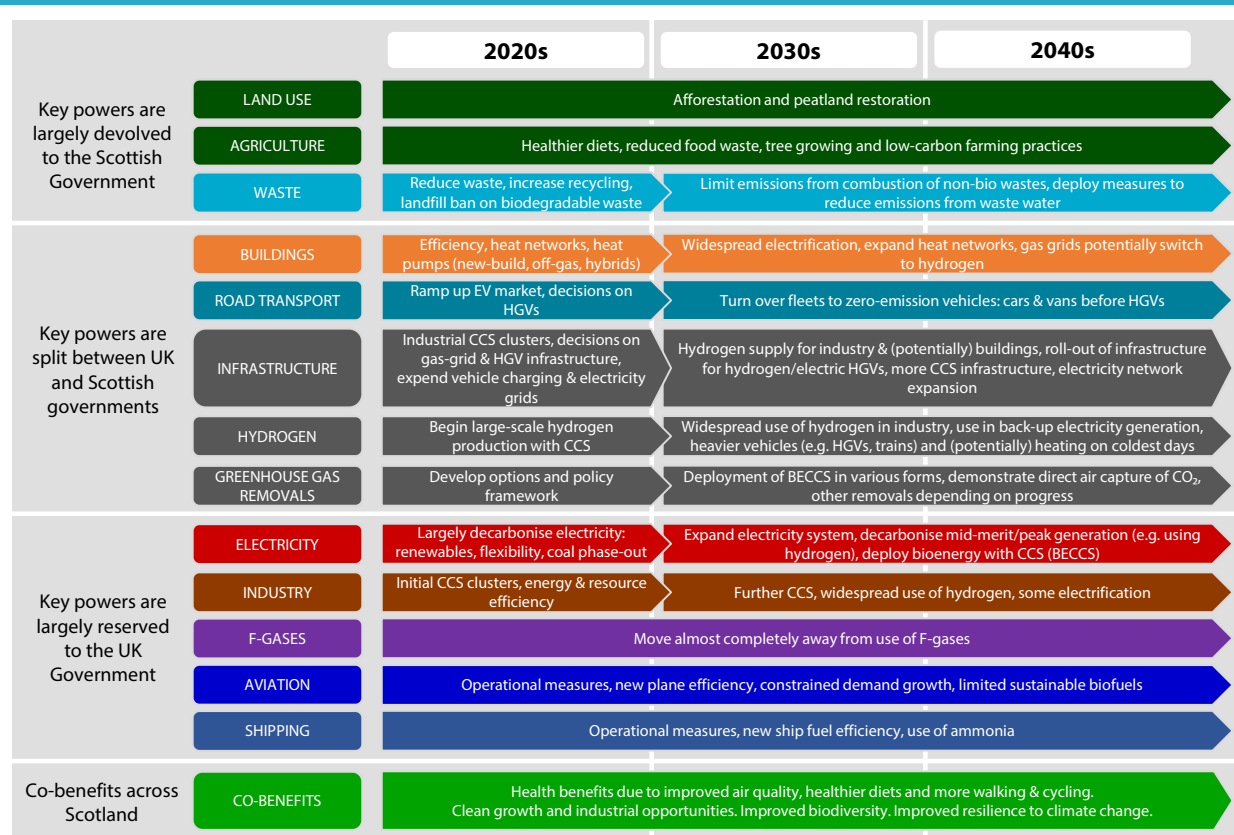 2020s
2030s
2040s
Key powers are
largely devolved
to the Scottish
Government
LAND USE
Afforestation and peatland restoration
AGRICULTURE
Healthier diets, reduced food waste, tree growing and low-carbon farming practices
WASTE
Reduce waste, increase recycling,
landfill ban on biodegradable waste
Limit emissions from combustion of non-bio wastes, deploy measures to
reduce emissions from waste water
Key powers are
split between UK
and Scottish
governments
BUILDINGS
Efficiency, heat networks, heat
pumps (new-build, off-gas, hybrids)
Widespread electrification, expand heat networks, gas grids potentially switch
to hydrogen
ROAD TRANSPORT
Ramp up EV market, decisions on
HGVs
Turn over fleets to zero-emission vehicles: cars & vans before HGVs
INFRASTRUCTURE
Industrial CCS clusters, decisions on
gas-grid & HGV infrastructure,
expend vehicle charging & electricity
grids
Hydrogen supply for industry & (potentially) buildings, roll-out of infrastructure
for hydrogen/electric HGVs, more CCS infrastructure, electricity network
expansion
HYDROGEN
Begin large-scale hydrogen
production with CCS
Widespread use of hydrogen in industry, use in back-up electricity generation,
heavier vehicles (e.g. HGVs, trains) and (potentially) heating on coldest days
GREENHOUSE GAS
REMOVALS
Develop options and policy
framework
Deployment of BECCS in various forms, demonstrate direct air capture of CO₂,
other removals depending on progress
Key powers are
largely reserved
to the UK
Government
ELECTRICITY
Largely decarbonise electricity:
renewables, flexibility, coal phase-out
Expand electricity system, decarbonise mid-merit/peak generation (e.g. using
hydrogen), deploy bioenergy with CCS (BECCS)
INDUSTRY
Initial CCS clusters, energy & resource
efficiency
Further CCS, widespread use of hydrogen, some electrification
F-GASES
Move almost completely away from use of F-gases
AVIATION
Operational measures, new plane efficiency, constrained demand growth, limited sustainable biofuels
SHIPPING
Operational measures, new ship fuel efficiency, use of ammonia
Co-benefits across
Scotland
CO-BENEFITS
Health benefits due to improved air quality, healthier diets and more walking & cycling.
Clean growth and industrial opportunities. Improved biodiversity. Improved resilience to climate change.